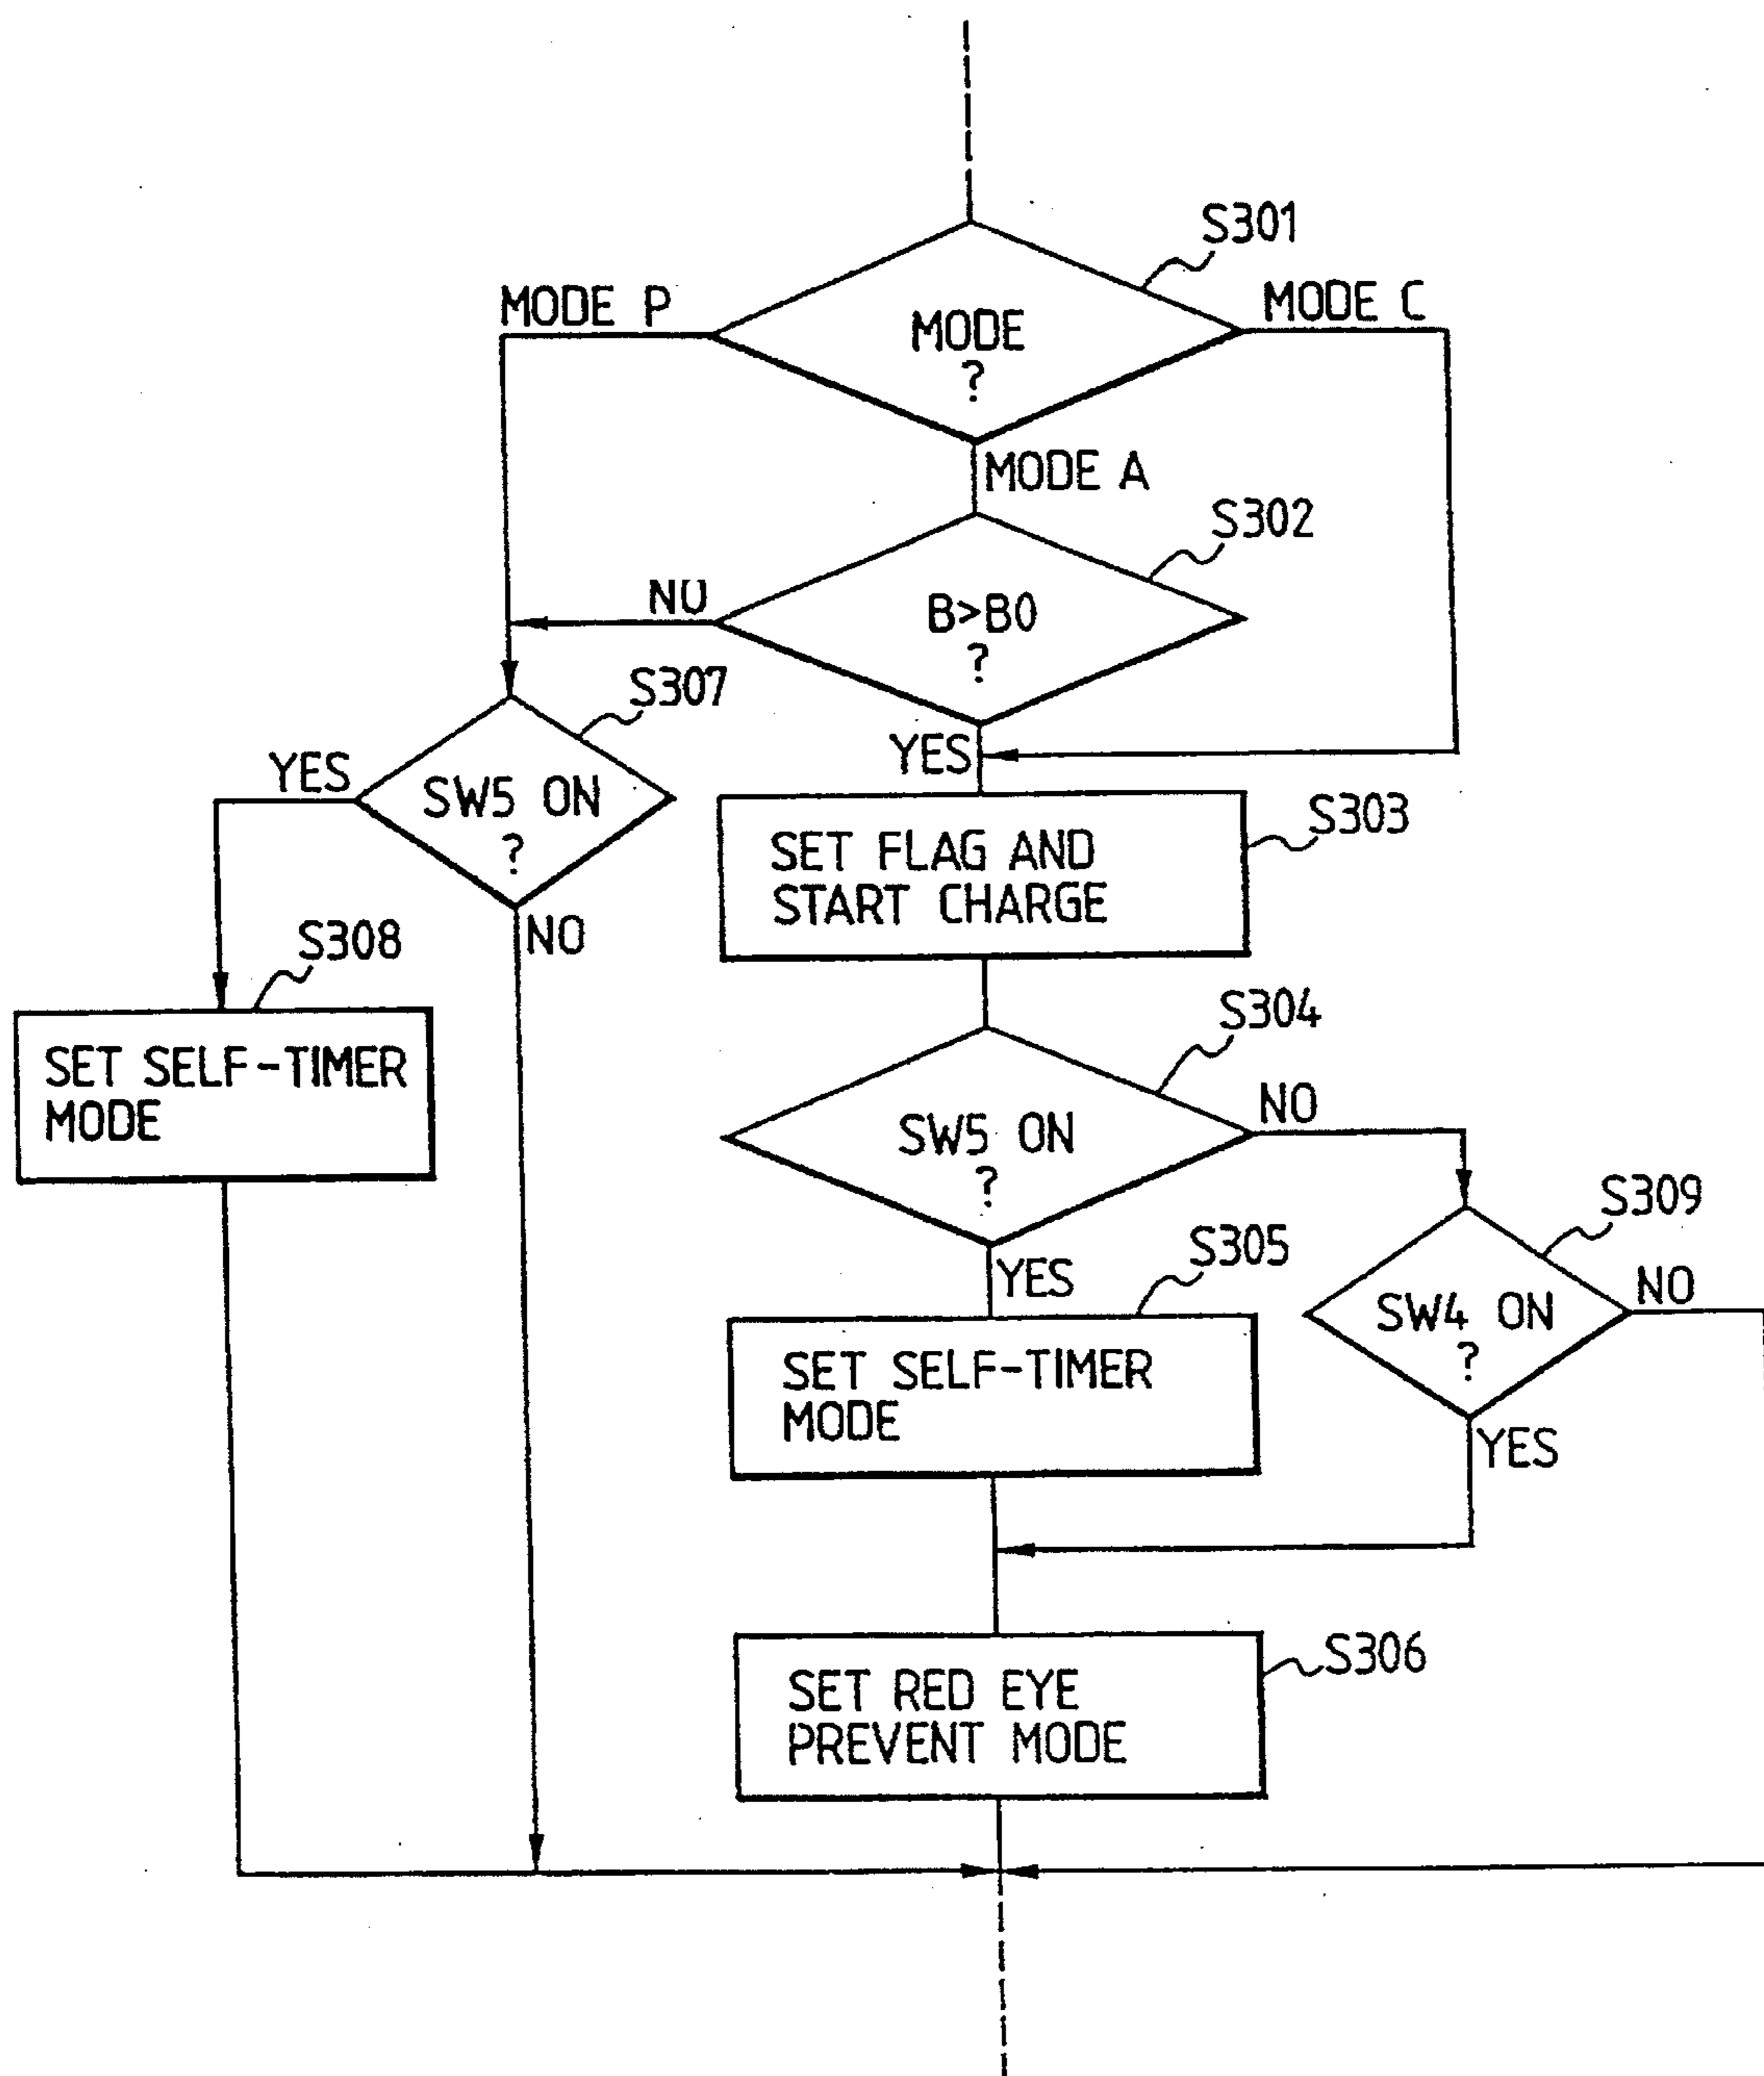 S301
MODE P
MODE C
MODE
?
MODE A
S302
NO
B>B0
?
S307
YES
YES
SW5 ON
?
S303
SET FLAG AND
START CHARGE
NO
S308
S304
SET SELF-TIMER
MODE
NO
SW5 ON
?
S309
S305
YES
NO
SW4 ON
?
SET SELF-TIMER
MODE
YES
S306
SET RED EYE
PREVENT MODE